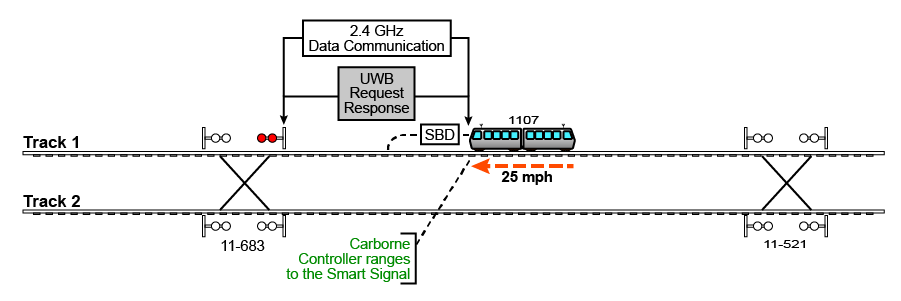 2.4 GHz
Data Communication
UWB
Request
Response
1107
Track 1
SBD
25 mph
Track 2
11-683
11-521
Carborne
Controller ranges
to the Smart Signal